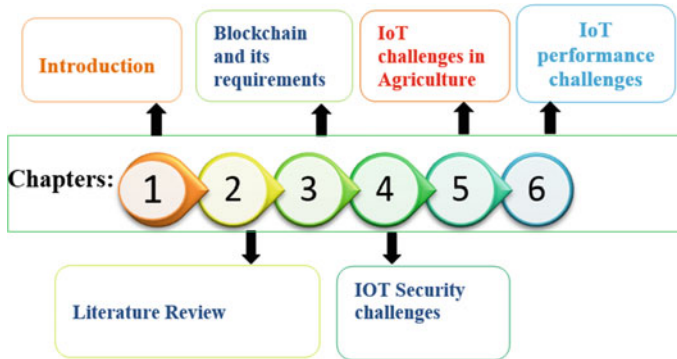 Introduction
Blockchain
and its
requirements
IoT
challenges in
Agriculture
IoT
performance
challenges
Chapters:
1 2 3 4 5 6
Literature Review
IOT Security
challenges